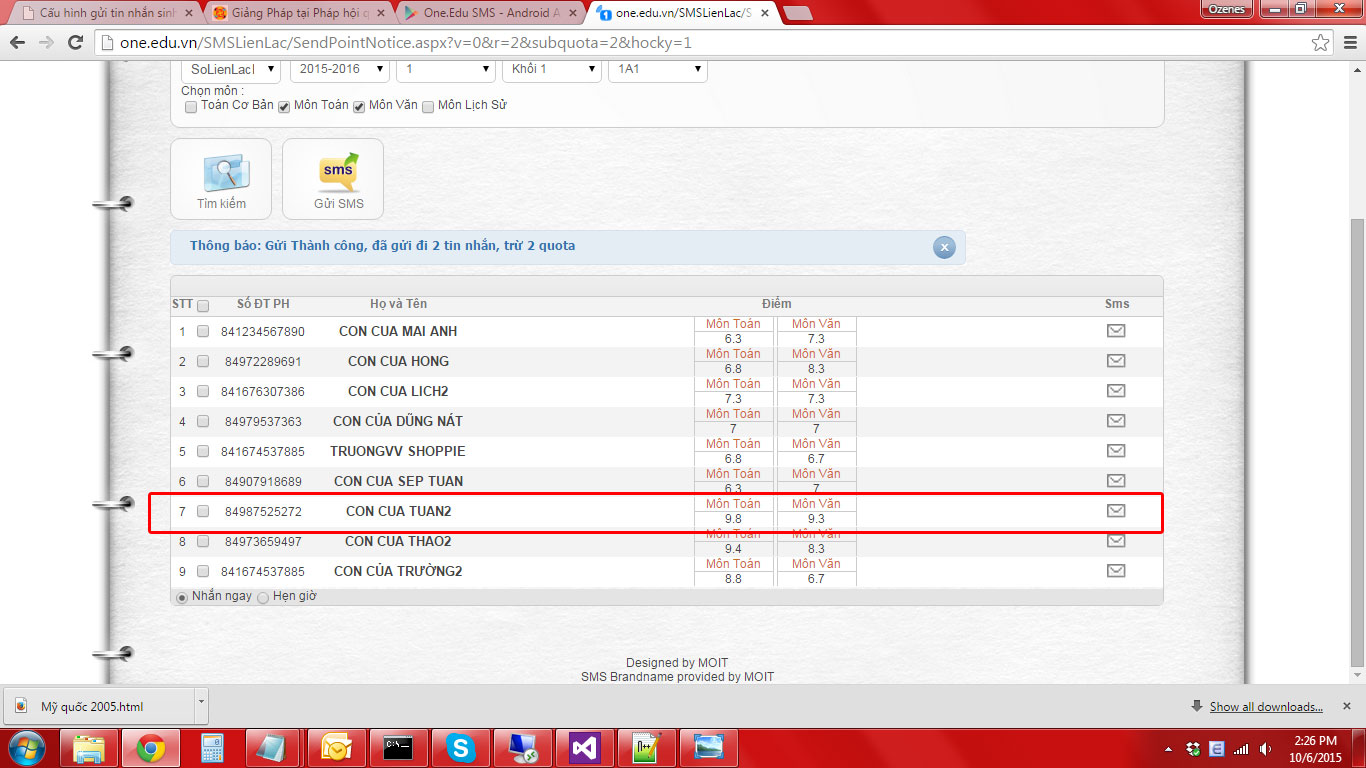 Cấu hình gửi tin nhắn sinh
Giảng Pháp tại Pháp hội q
One.Edu SMS - Android A
one.edu.vn/SMSLienLac/S
Ozenes
one.edu.vn/SMSLienLac/SendPointNotice.aspx?v=0&r=2&subquota=2&hocky=1
SoLienLacI 2015-2016 1 Khối 1 1A1
Chọn môn :
Toán Cơ Bản Môn Toán Môn Văn Môn Lịch Sử
sms
Tìm kiếm Gửi SMS
Thông báo: Gửi Thành công, đã gửi đi 2 tin nhắn, trừ 2 quota
STT Số ĐT PH Họ và Tên Điểm Sms
Môn Toán Môn Văn
1 841234567890 CON CUA MAI ANH
6.3 7.3
Môn Toán Môn Văn
2 84972289691 CON CUA HONG
6.8 8.3
Môn Toán Môn Văn
3 841676307386 CON CUA LICH2
7.3 7.3
Môn Toán Môn Văn
4 84979537363 CON CỦA DŨNG NÁT
7 7
Môn Toán Môn Văn
5 841674537885 TRUONGVV SHOPPIE
6.8 6.7
Môn Toán Môn Văn
6 84907918689 CON CUA SEP TUAN
6.3 7
Môn Toán Môn Văn
7 84987525272 CON CUA TUAN2
9.8 9.3
Môn Toán Môn Văn
8 84973659497 CON CUA THAO2
9.4 8.3
Môn Toán Môn Văn
9 841674537885 CON CỦA TRƯỜNG2
8.8 6.7
Nhắn ngay Hẹn giờ
Designed by MOIT
SMS Brandname provided by MOIT
Mỹ quốc 2005.html
Show all downloads...
2:26 PM
10/6/2015